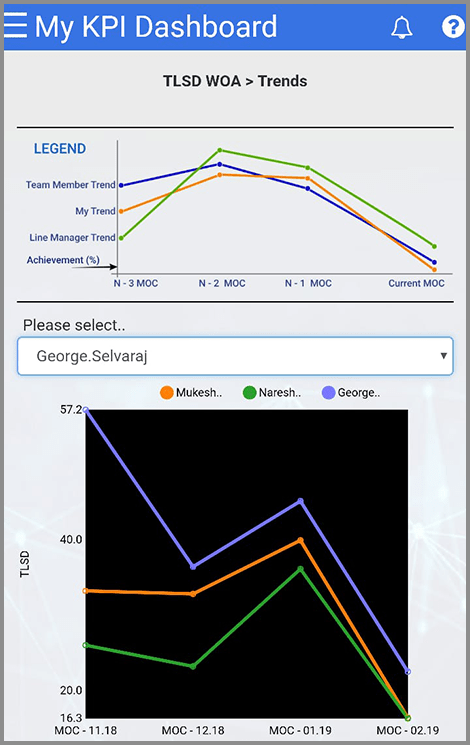 My KPI Dashboard
?
TLSD WOA > Trends
LEGEND
Team Member Trend
My Trend
Line Manager Trend
Achievement (%)
N - 3 MOC N - 2 MOC N - 1 MOC Current MOC
Please select..
George.Selvaraj
Mukesh.. Naresh.. George..
57.2
40.0
TLSD
20.0
16.3
MOC - 11.18 MOC - 12.18 MOC - 01.19 MOC - 02.19